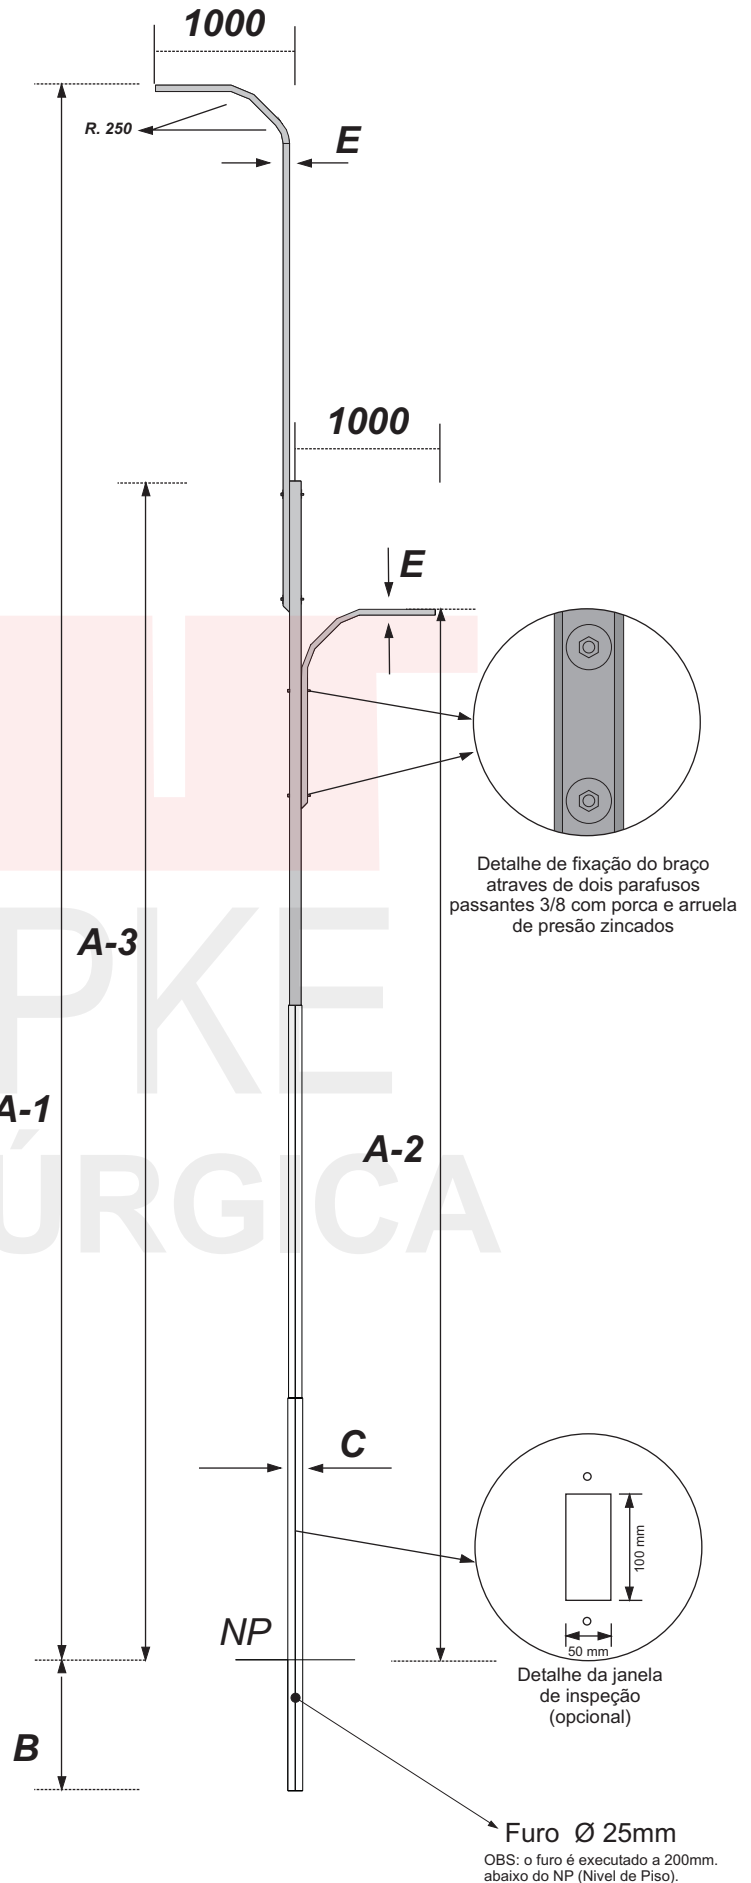 1000
R. 250
E
1000
E
Detalhe de fixação do braço
atraves de dois parafusos
passantes 3/8 com porca e arruela
de presão zincados
A-3
PKE
A-1
A-2
ÚRGICA
C
100 mm
50 mm
NP
Detalhe da janela
de inspeção
(opcional)
B
Furo Ø 25mm
OBS: o furo é executado a 200mm.
abaixo do NP (Nivel de Piso).